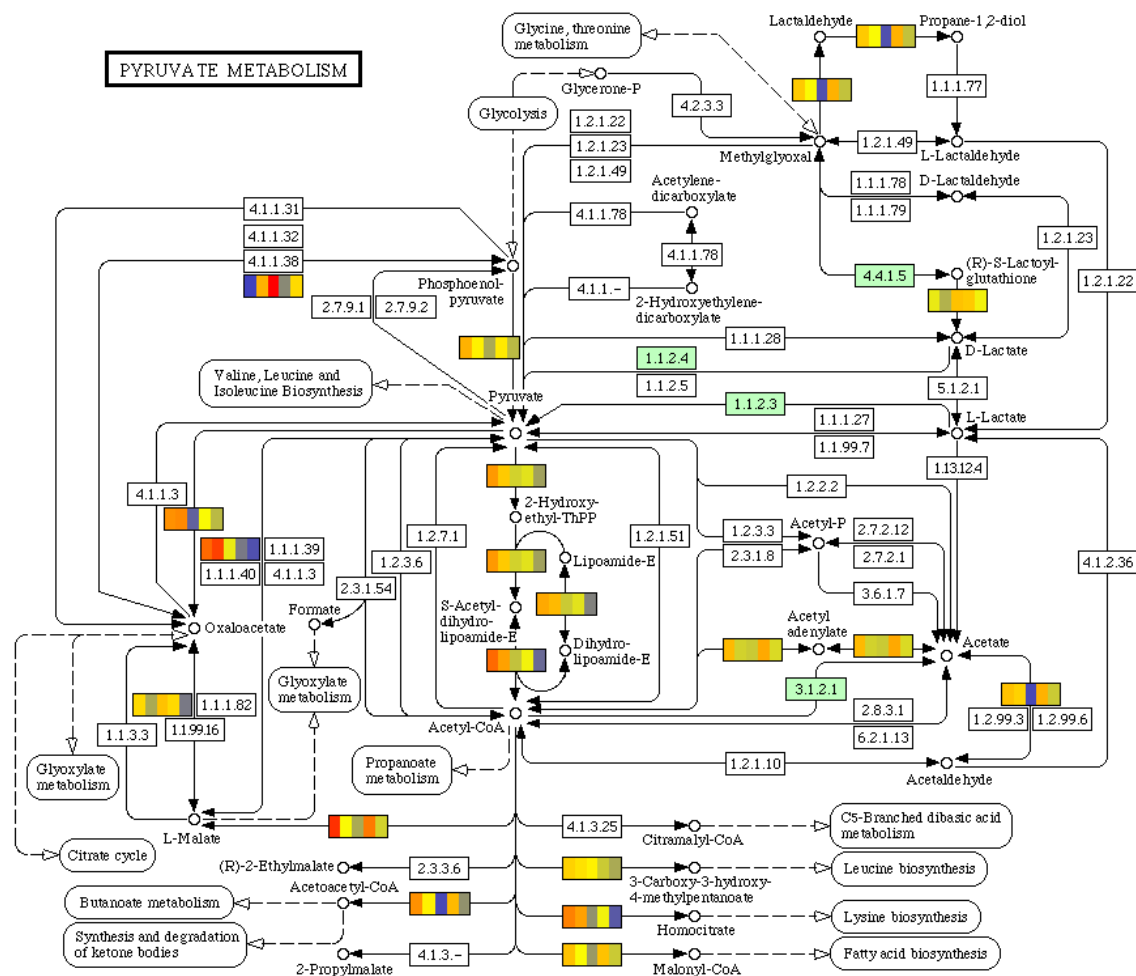 PYRUVATE METABOLISM
Glycine, threonine
metabolism
Lactaldehyde
Propane-1,2-diol
Glycerone-P
Glycolysis
4.2.3.3
1.1.1.77
1.2.1.22
1.2.1.23
1.2.1.49
Methylglyoxal
1.2.1.49
L-Lactaldehyde
Acetylene-
dicarboxylate
1.1.1.78
1.1.1.79
D-Lactaldehyde
4.1.1.31
4.1.1.32
4.1.1.38
4.1.1.78
4.1.1.78
1.2.1.23
(R)-S-Lactoyl-
glutathione
4.4.1.5
1.2.1.22
Phosphoenol-
pyruvate
4.1.1.-
2-Hydroxyethylene-
dicarboxylate
2.7.9.1
2.7.9.2
1.1.1.28
D-Lactate
1.1.2.4
1.1.2.5
Valine, Leucine and
Isoleucine Biosynthesis
Pyruvate
5.1.2.1
1.1.2.3
L-Lactate
1.1.1.27
1.1.99.7
1.13.12.4
4.1.1.3
2-Hydroxy-
ethyl-ThPP
1.2.2.2
1.2.7.1
1.2.3.6
1.2.1.51
1.2.3.3
2.3.1.8
Acetyl-P
2.7.2.12
2.7.2.1
4.1.2.36
1.1.1.39
1.1.1.40
4.1.1.3
Lipoamide-E
2.3.1.54
3.6.1.7
Formate
S-Acetyl-
dihydro-
lipoamide-E
Acetyl
adenylate
Oxaloacetate
Dihydro-
lipoamide-E
Acetate
Glyoxylate
metabolism
3.1.2.1
1.1.1.82
1.1.99.16
1.1.3.3
2.8.3.1
6.2.1.13
1.2.99.3
1.2.99.6
Acetyl-CoA
Glyoxylate
metabolism
Propanoate
metabolism
1.2.1.10
Acetaldehyde
L-Malate
4.1.3.25
Citramalyl-CoA
C5-Branched dibasic acid
metabolism
Citrate cycle
(R)-2-Ethylmalate
2.3.3.6
3-Carboxy-3-hydroxy-
4-methylpentanoate
Leucine biosynthesis
Acetoacetyl-CoA
Butanoate metabolism
Homocitrate
Lysine biosynthesis
Synthesis and degradation
of ketone bodies
2-Propylmalate
4.1.3.-
Malonyl-CoA
Fatty acid biosynthesis